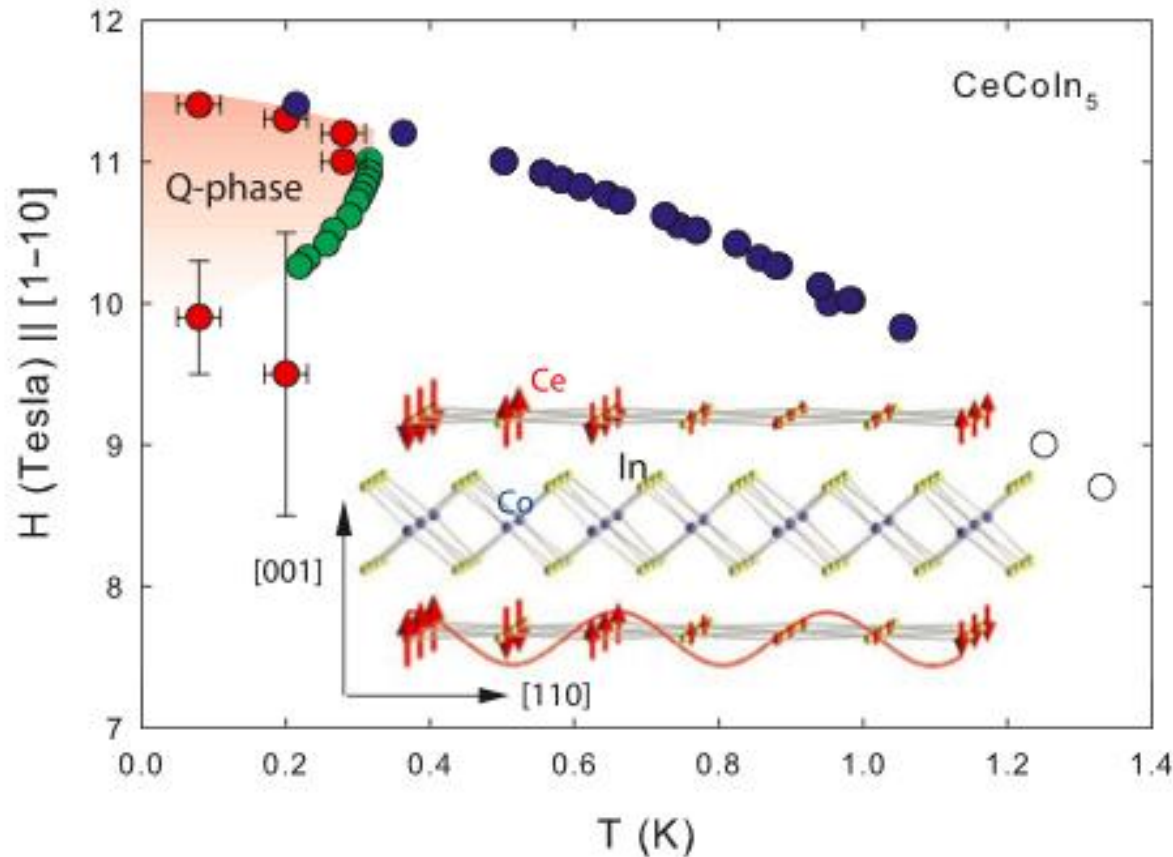 CeCoIn₅
Q-phase
H (Tesla) || [1−10]
12
11
10
9
8
7
Ce
In
Co
[001]
[110]
0.0 0.2 0.4 0.6 0.8 1.0 1.2 1.4
T (K)